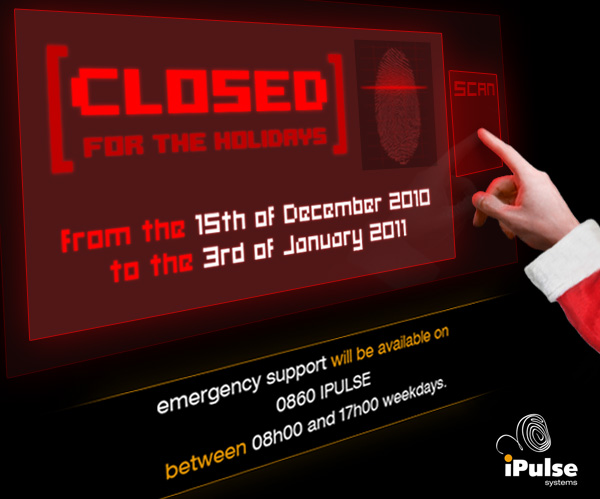 [CLOSED
FOR THE HOLIDAYS]
SCAN
from the 15th of December 2010
to the 3rd of January 2011
emergency support will be available on
0860 IPULSE
between 08h00 and 17h00 weekdays.
iPulse
systems